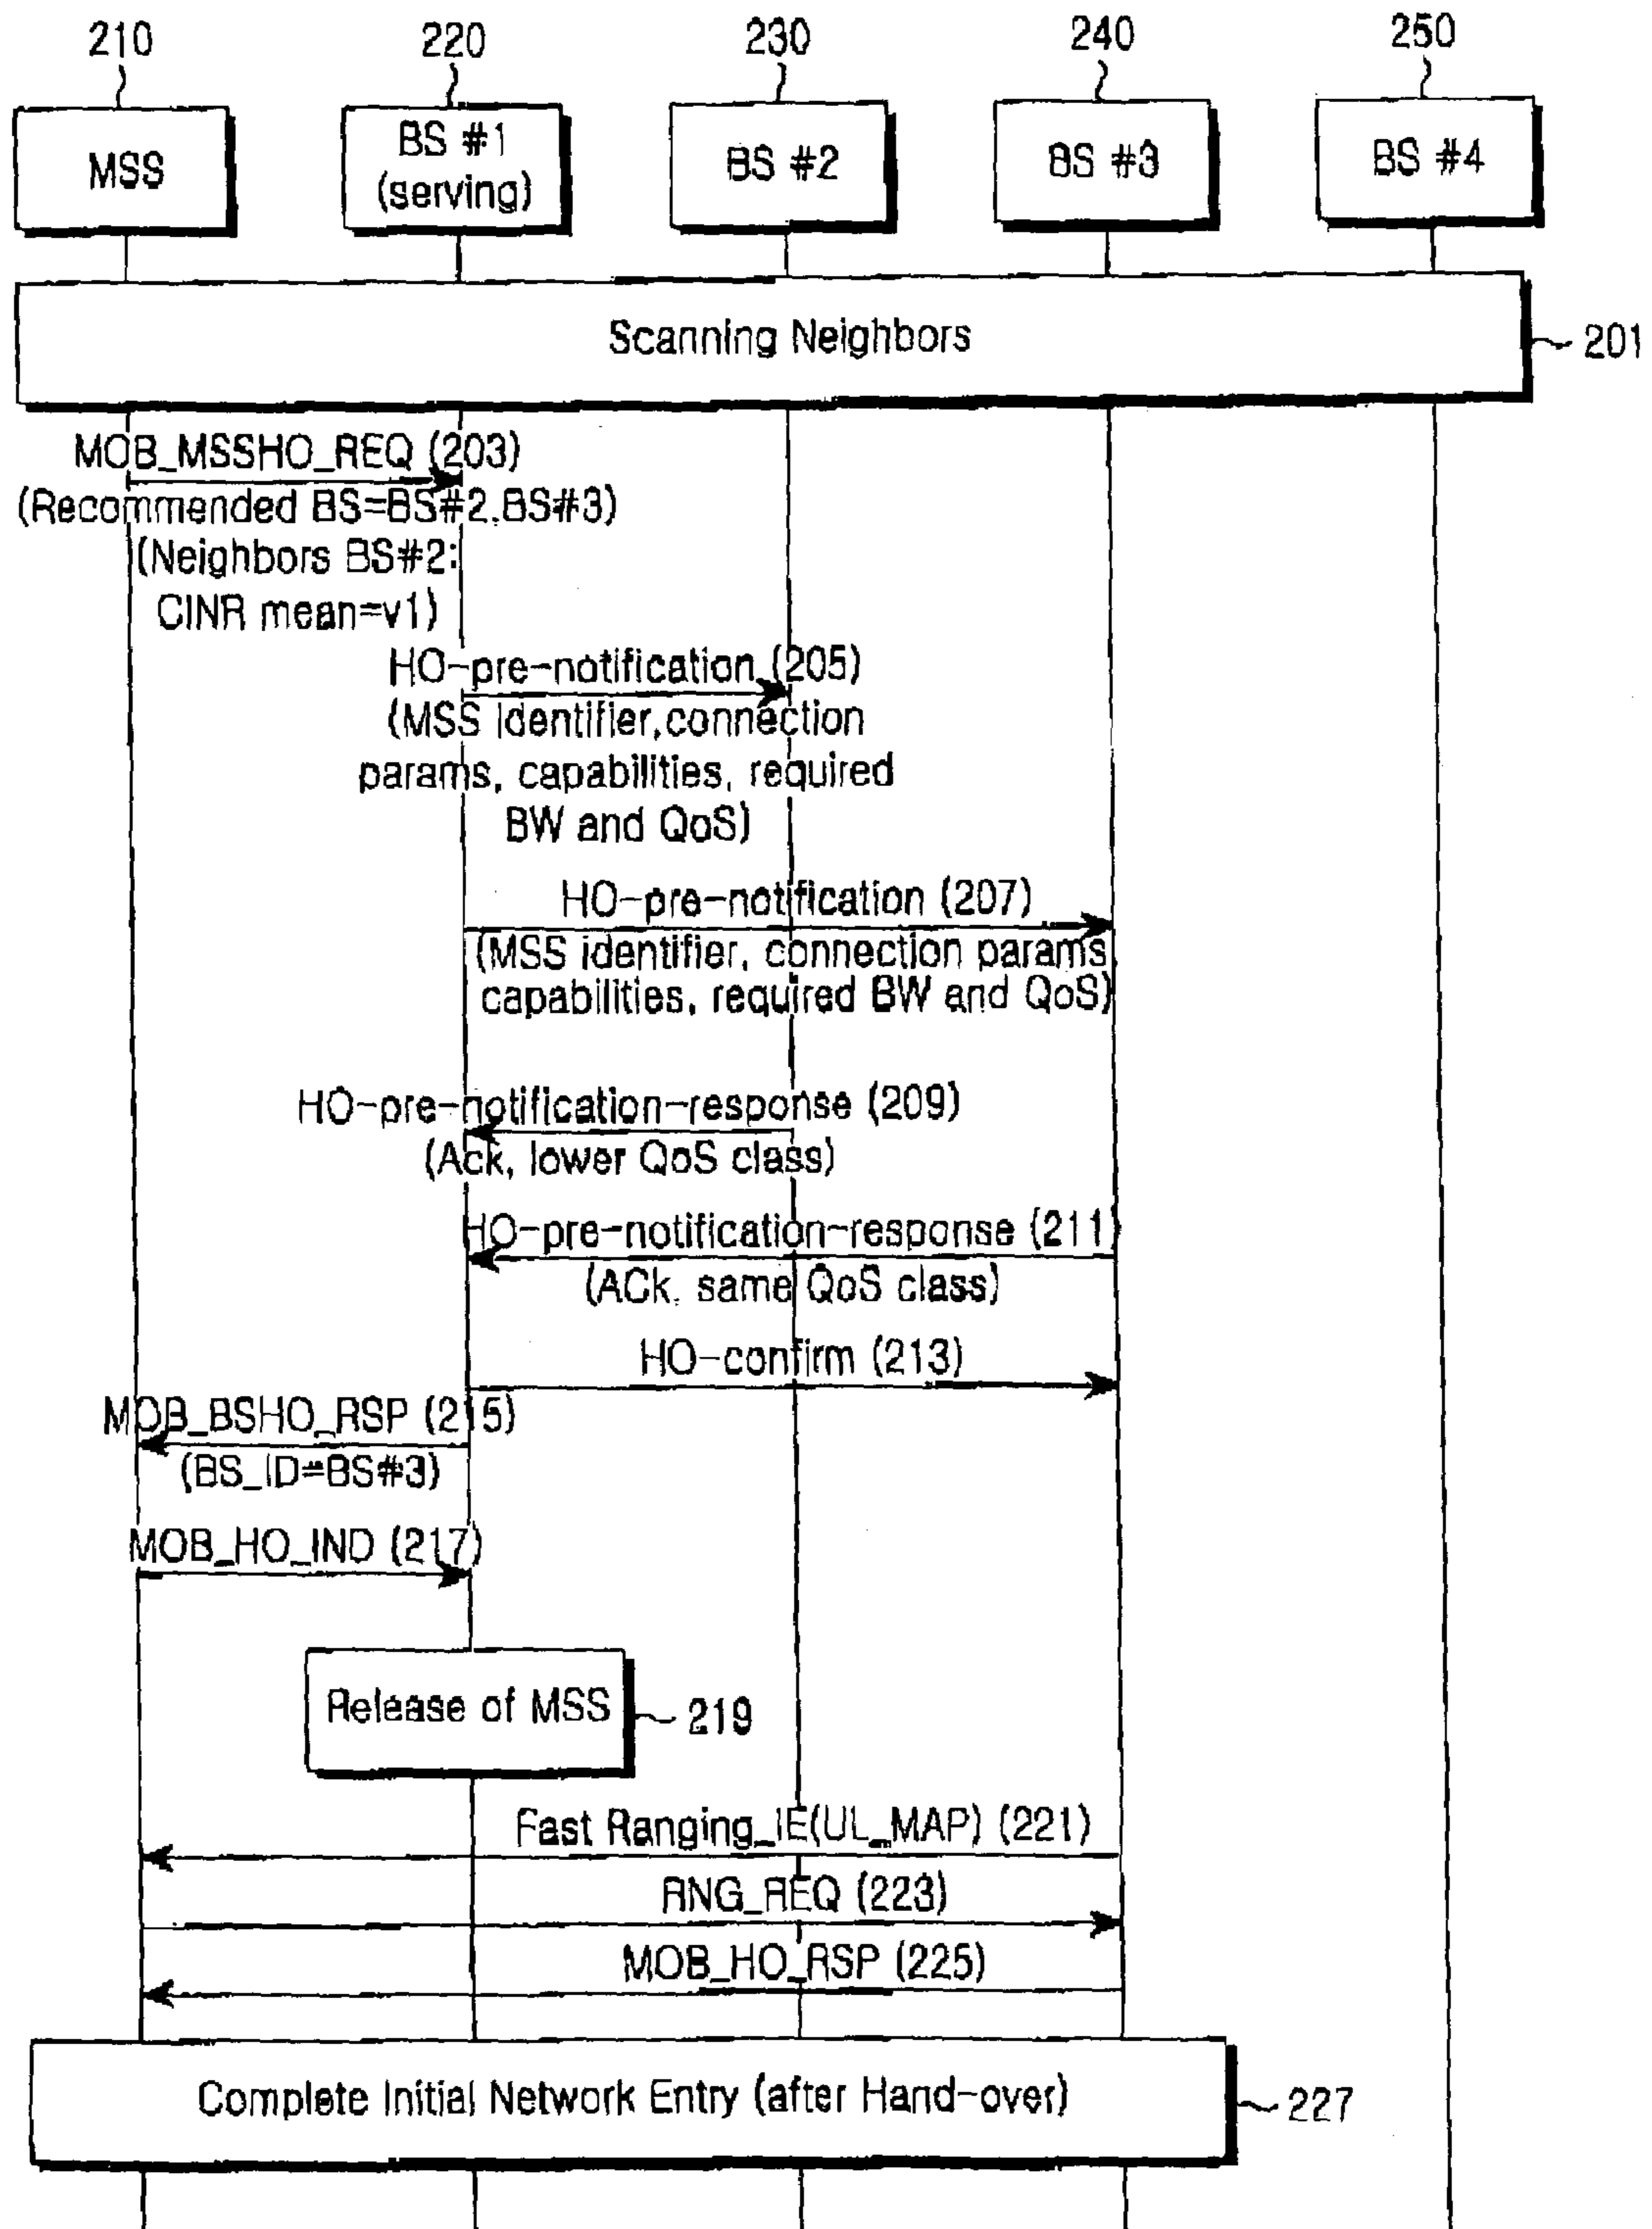 210 220 230 240 250
MSS
BS #1
(serving)
BS #2
BS #3
BS #4
Scanning Neighbors
201
MOB_MSSHO_REQ (203)
(Recommended BS=BS#2,BS#3)
(Neighbors BS#2:
CINR mean=v1)
HO-pre-notification (205)
(MSS identifier,connection
params, capabilities, required
BW and QoS)
HO-pre-notification (207)
(MSS identifier, connection params
capabilities, required BW and QoS)
HO-pre-notification-response (209)
(Ack, lower QoS class)
HO-pre-notification-response (211)
(ACk, same QoS class)
HO-confirm (213)
MOB_BSHO_RSP (215)
(BS_ID=BS#3)
MOB_HO_IND (217)
Release of MSS
219
Fast Ranging_IE(UL_MAP) (221)
RNG_REQ (223)
MOB_HO_RSP (225)
Complete Initial Network Entry (after Hand-over)
227